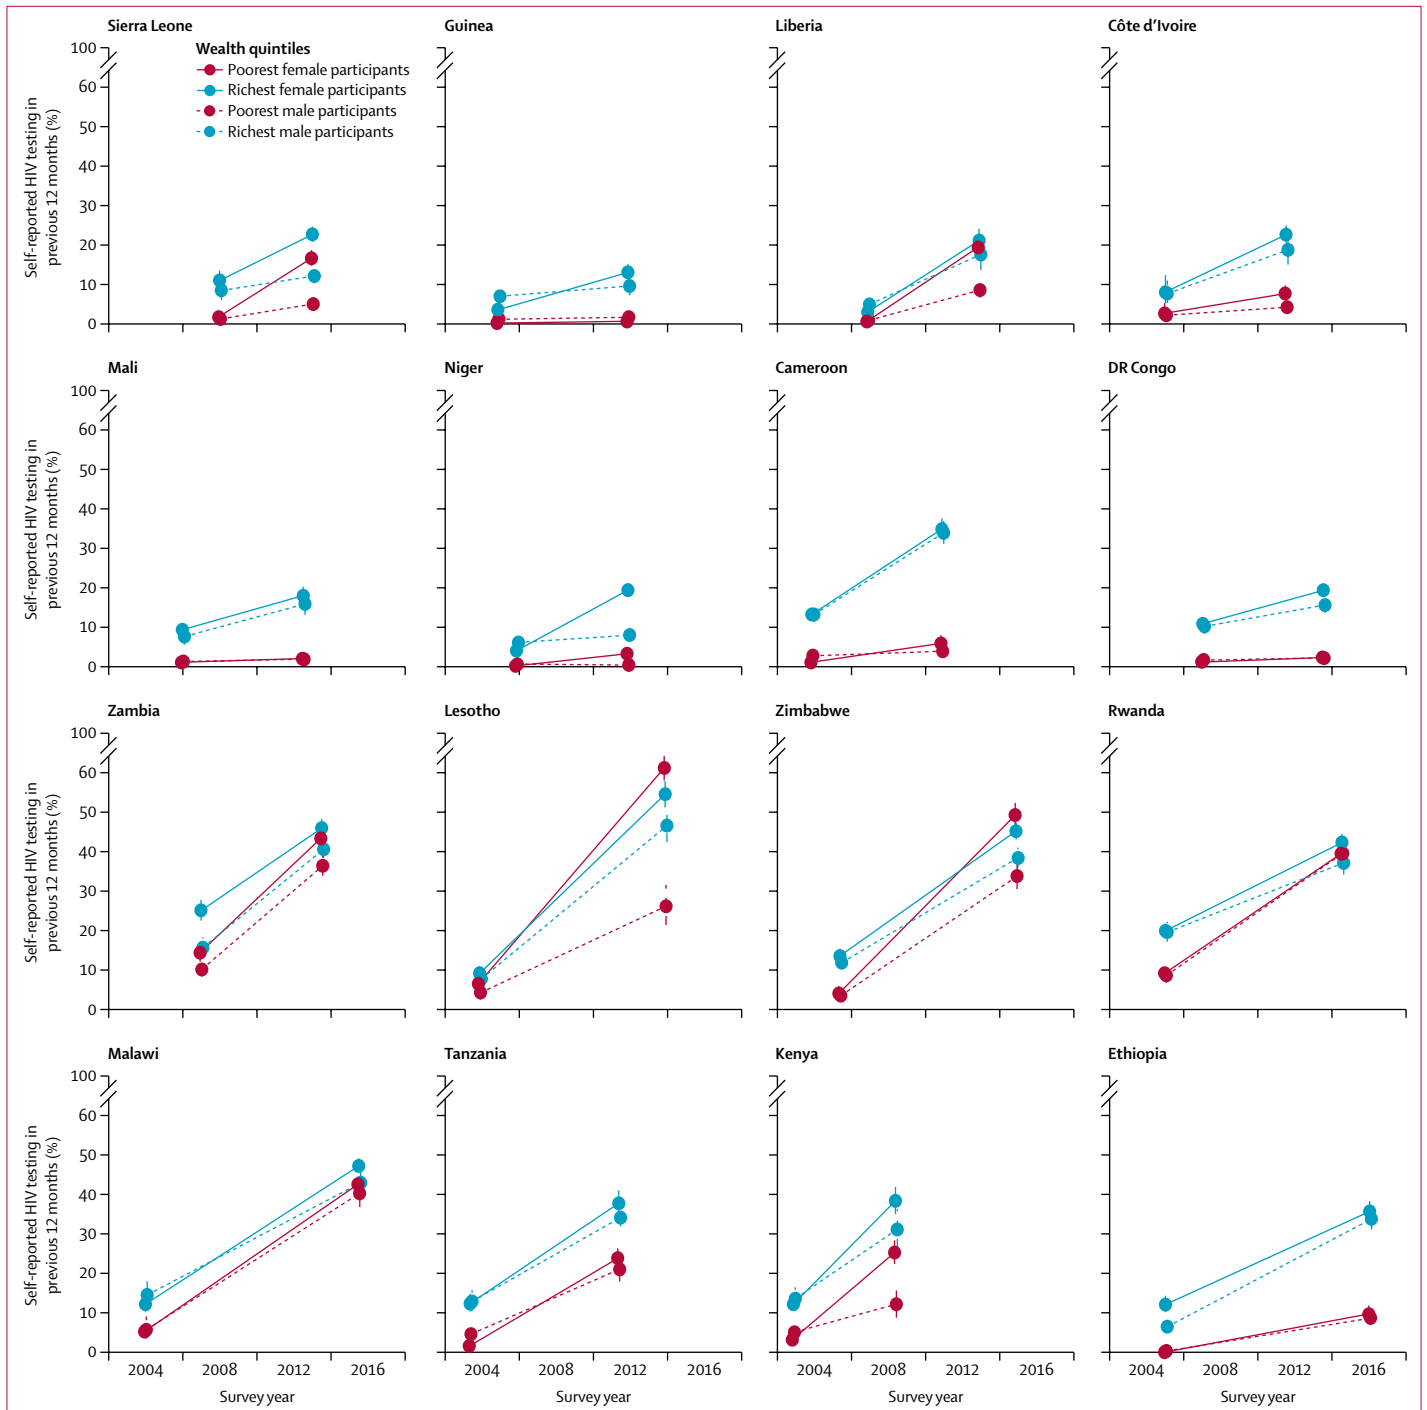 Sierra Leone
Guinea
Liberia
Côte d'Ivoire
Wealth quintiles
Poorest female participants
Richest female participants
Poorest male participants
Richest male participants
Self-reported HIV testing in
previous 12 months (%)
100
60
50
40
30
20
10
0
Mali
Niger
Cameroon
DR Congo
Self-reported HIV testing in
previous 12 months (%)
100
60
50
40
30
20
10
0
Zambia
Lesotho
Zimbabwe
Rwanda
Self-reported HIV testing in
previous 12 months (%)
100
60
50
40
30
20
10
0
Malawi
Tanzania
Kenya
Ethiopia
Self-reported HIV testing in
previous 12 months (%)
100
60
50
40
30
20
10
0
2004 2008 2012 2016
2004 2008 2012 2016
2004 2008 2012 2016
2004 2008 2012 2016
Survey year
Survey year
Survey year
Survey year